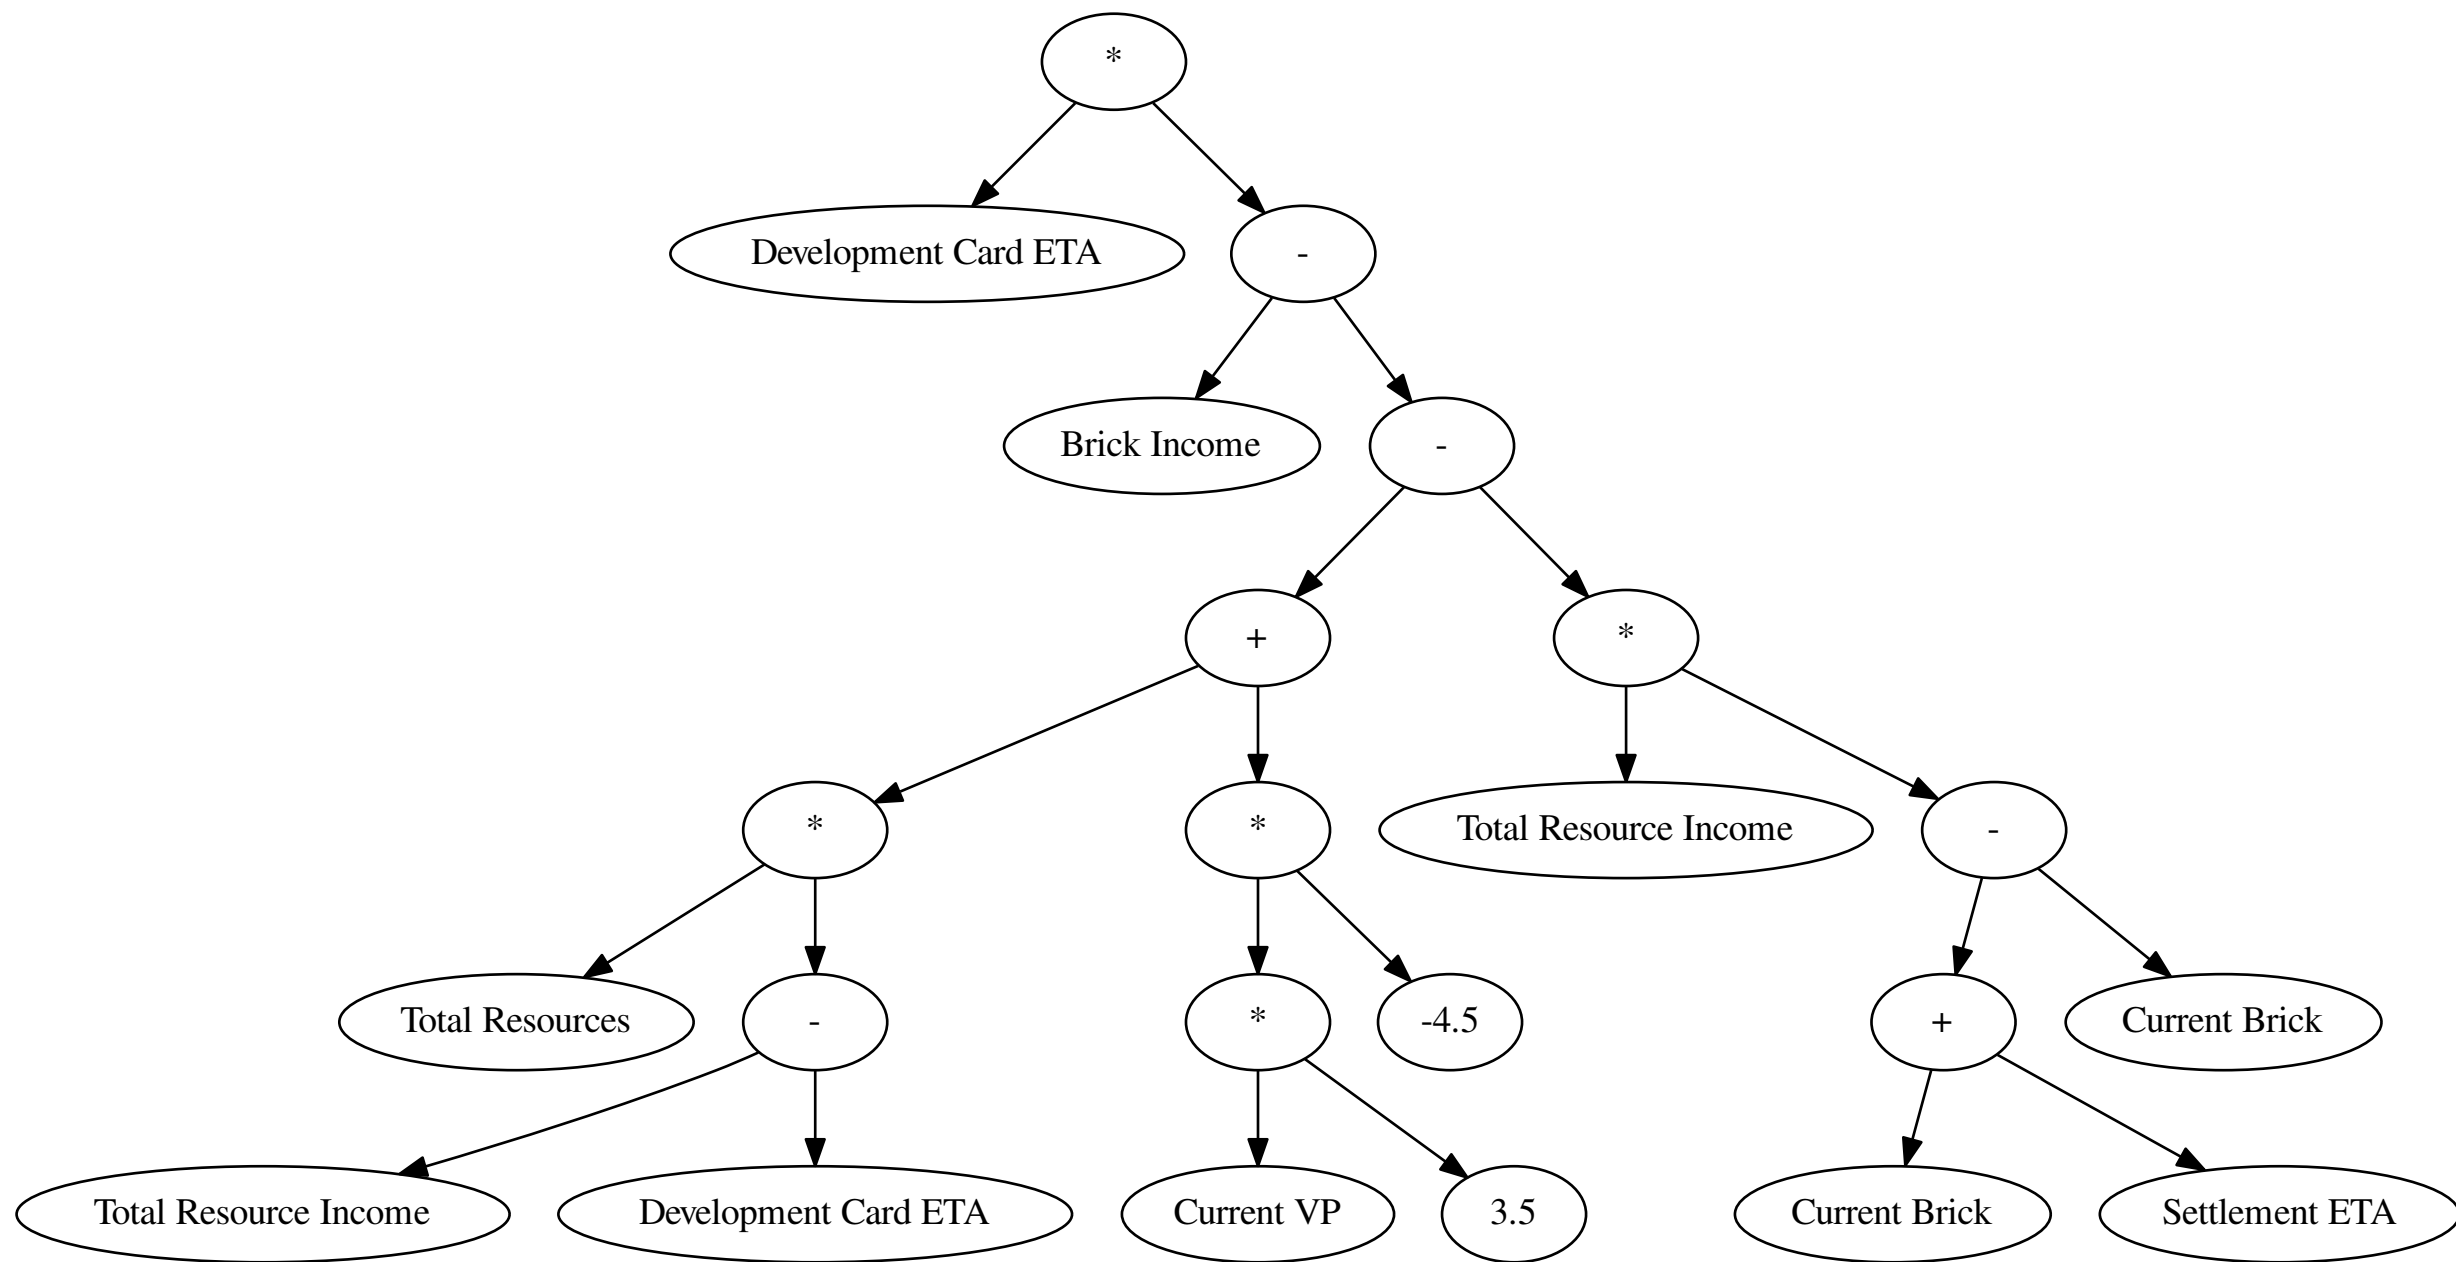 *
Development Card ETA
-
Brick Income
-
+
*
*
*
Total Resource Income
-
Total Resources
-
*
-4.5
+
Current Brick
Total Resource Income
Development Card ETA
Current VP
3.5
Current Brick
Settlement ETA